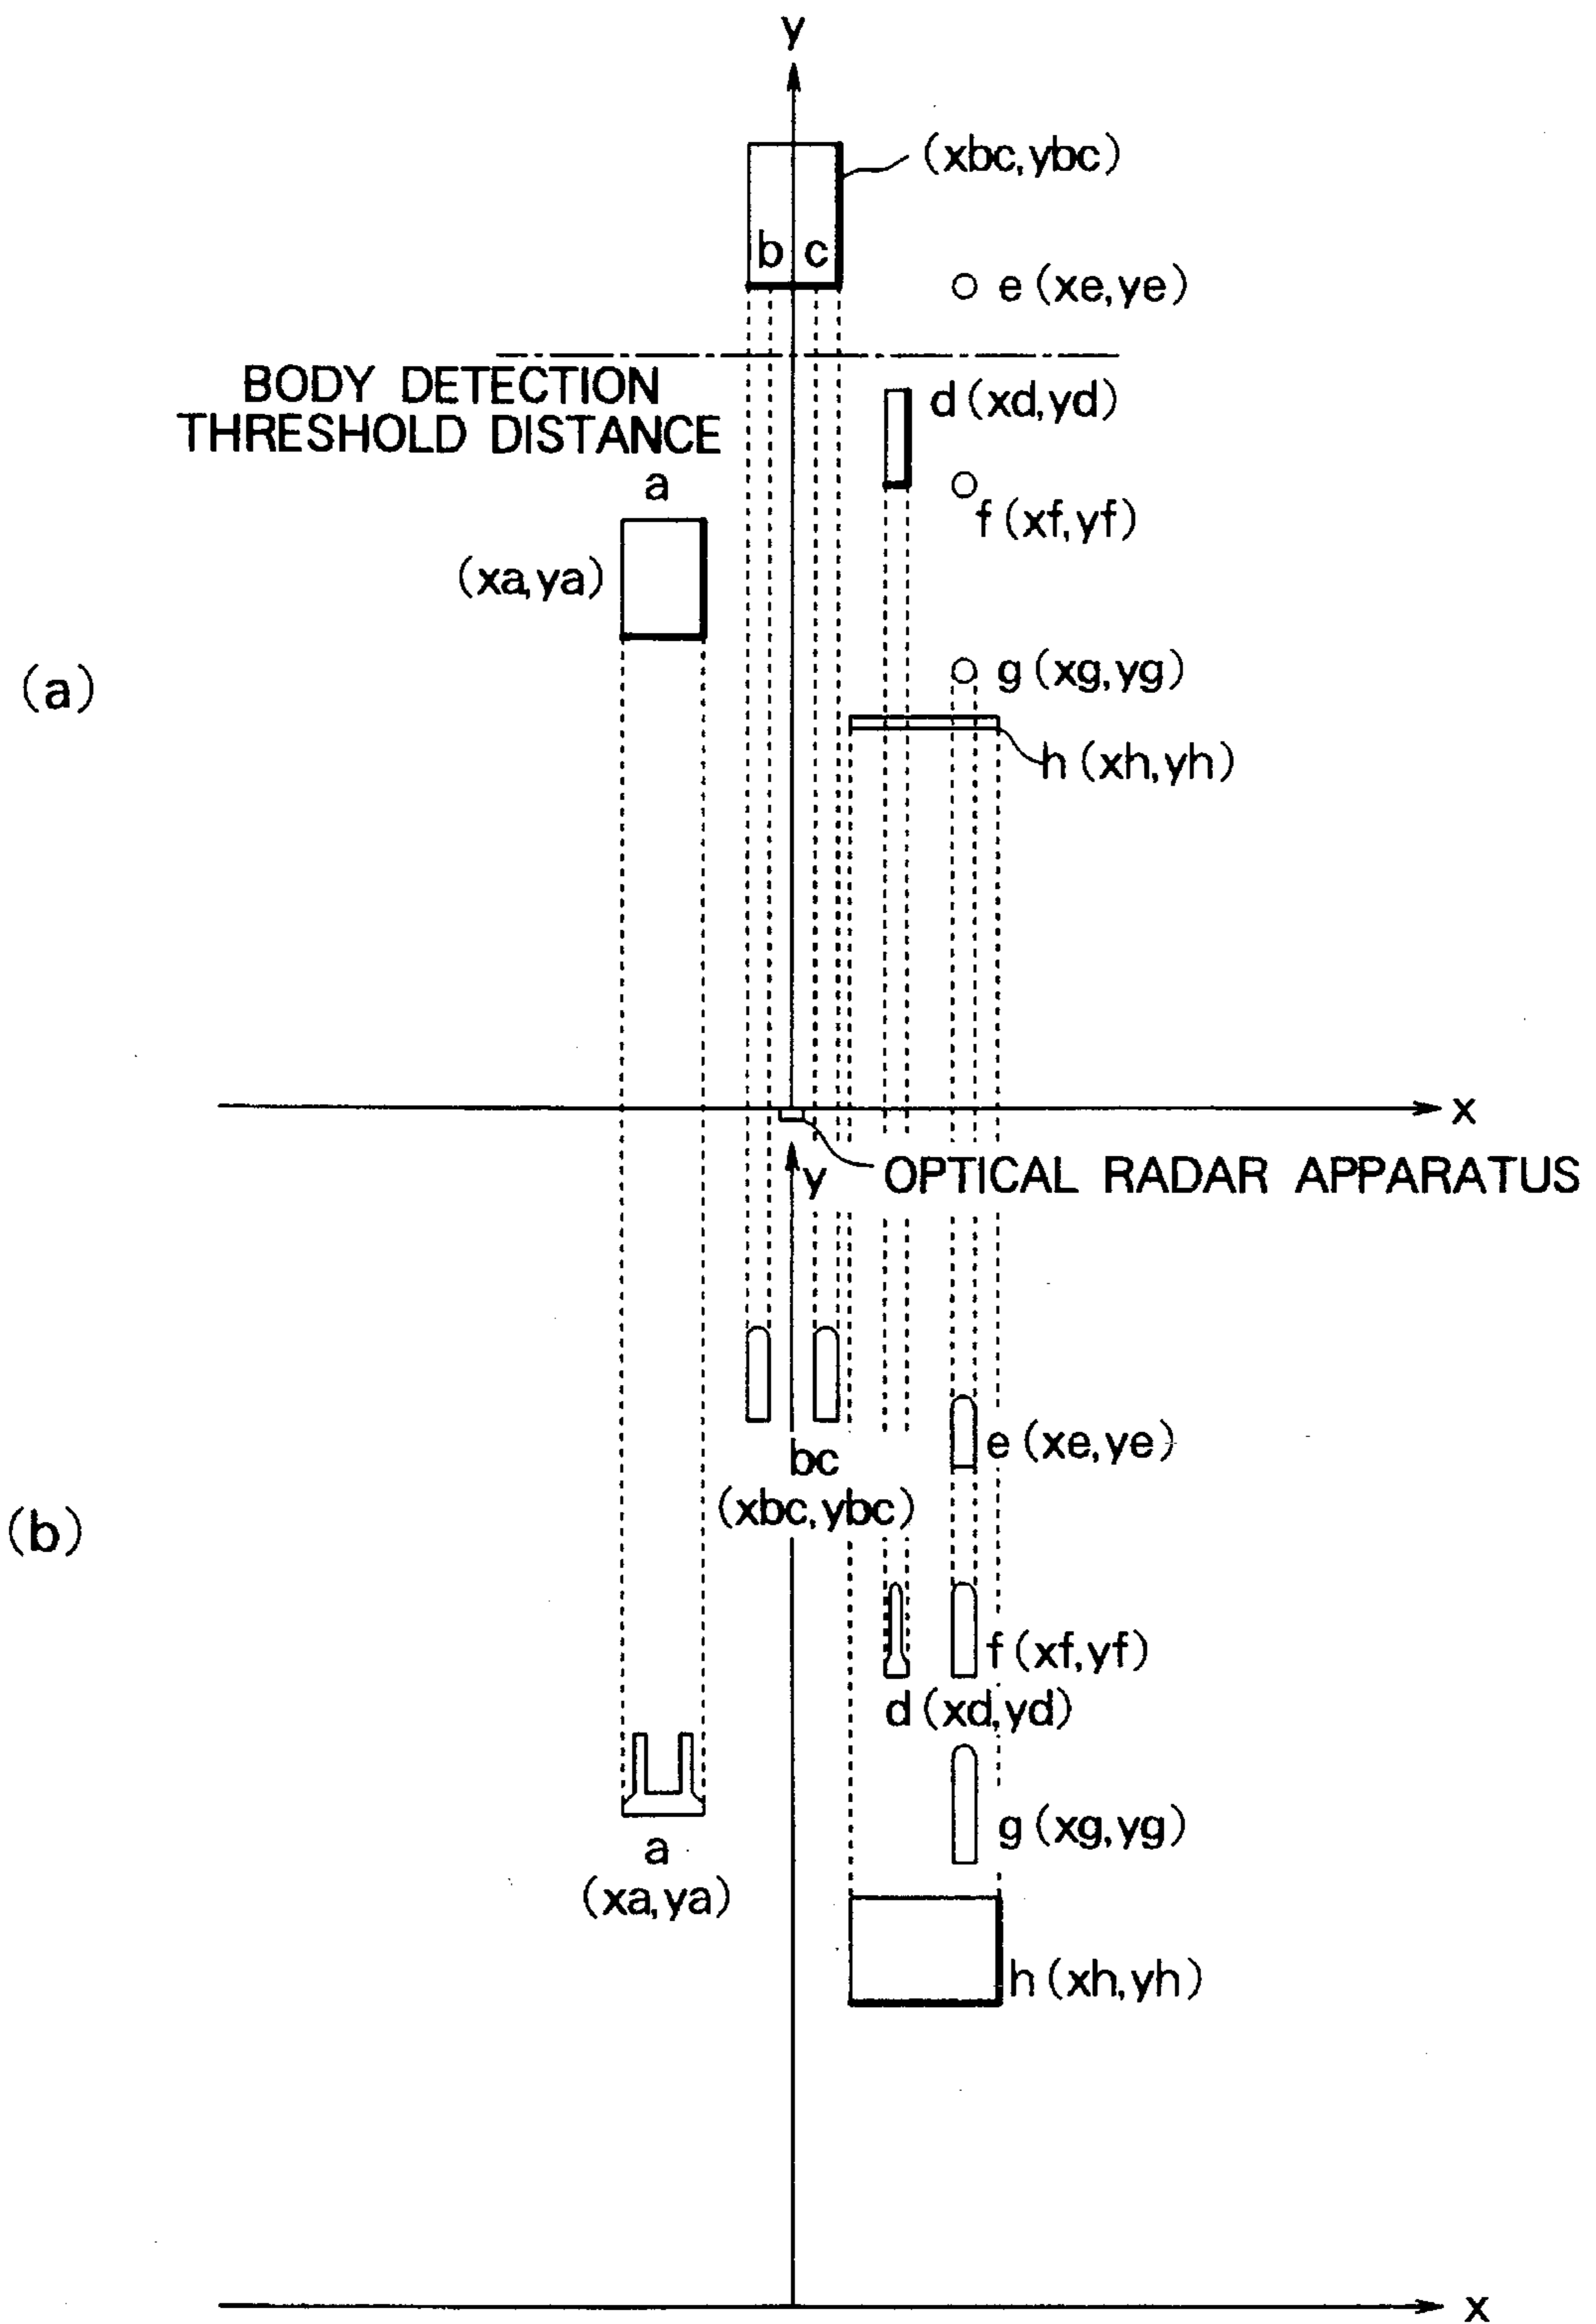 y
(xbc,ybc)
b c
e (xe,ye)
BODY DETECTION
THRESHOLD DISTANCE
d (xd,yd)
a
f (xf,yf)
(xa,ya)
g (xg,yg)
(a)
h (xh,yh)
x
y
OPTICAL RADAR APPARATUS
e (xe,ye)
bc
(xbc,ybc)
(b)
f (xf,yf)
d (xd,yd)
g (xg,yg)
a
(xa,ya)
h (xh,yh)
x